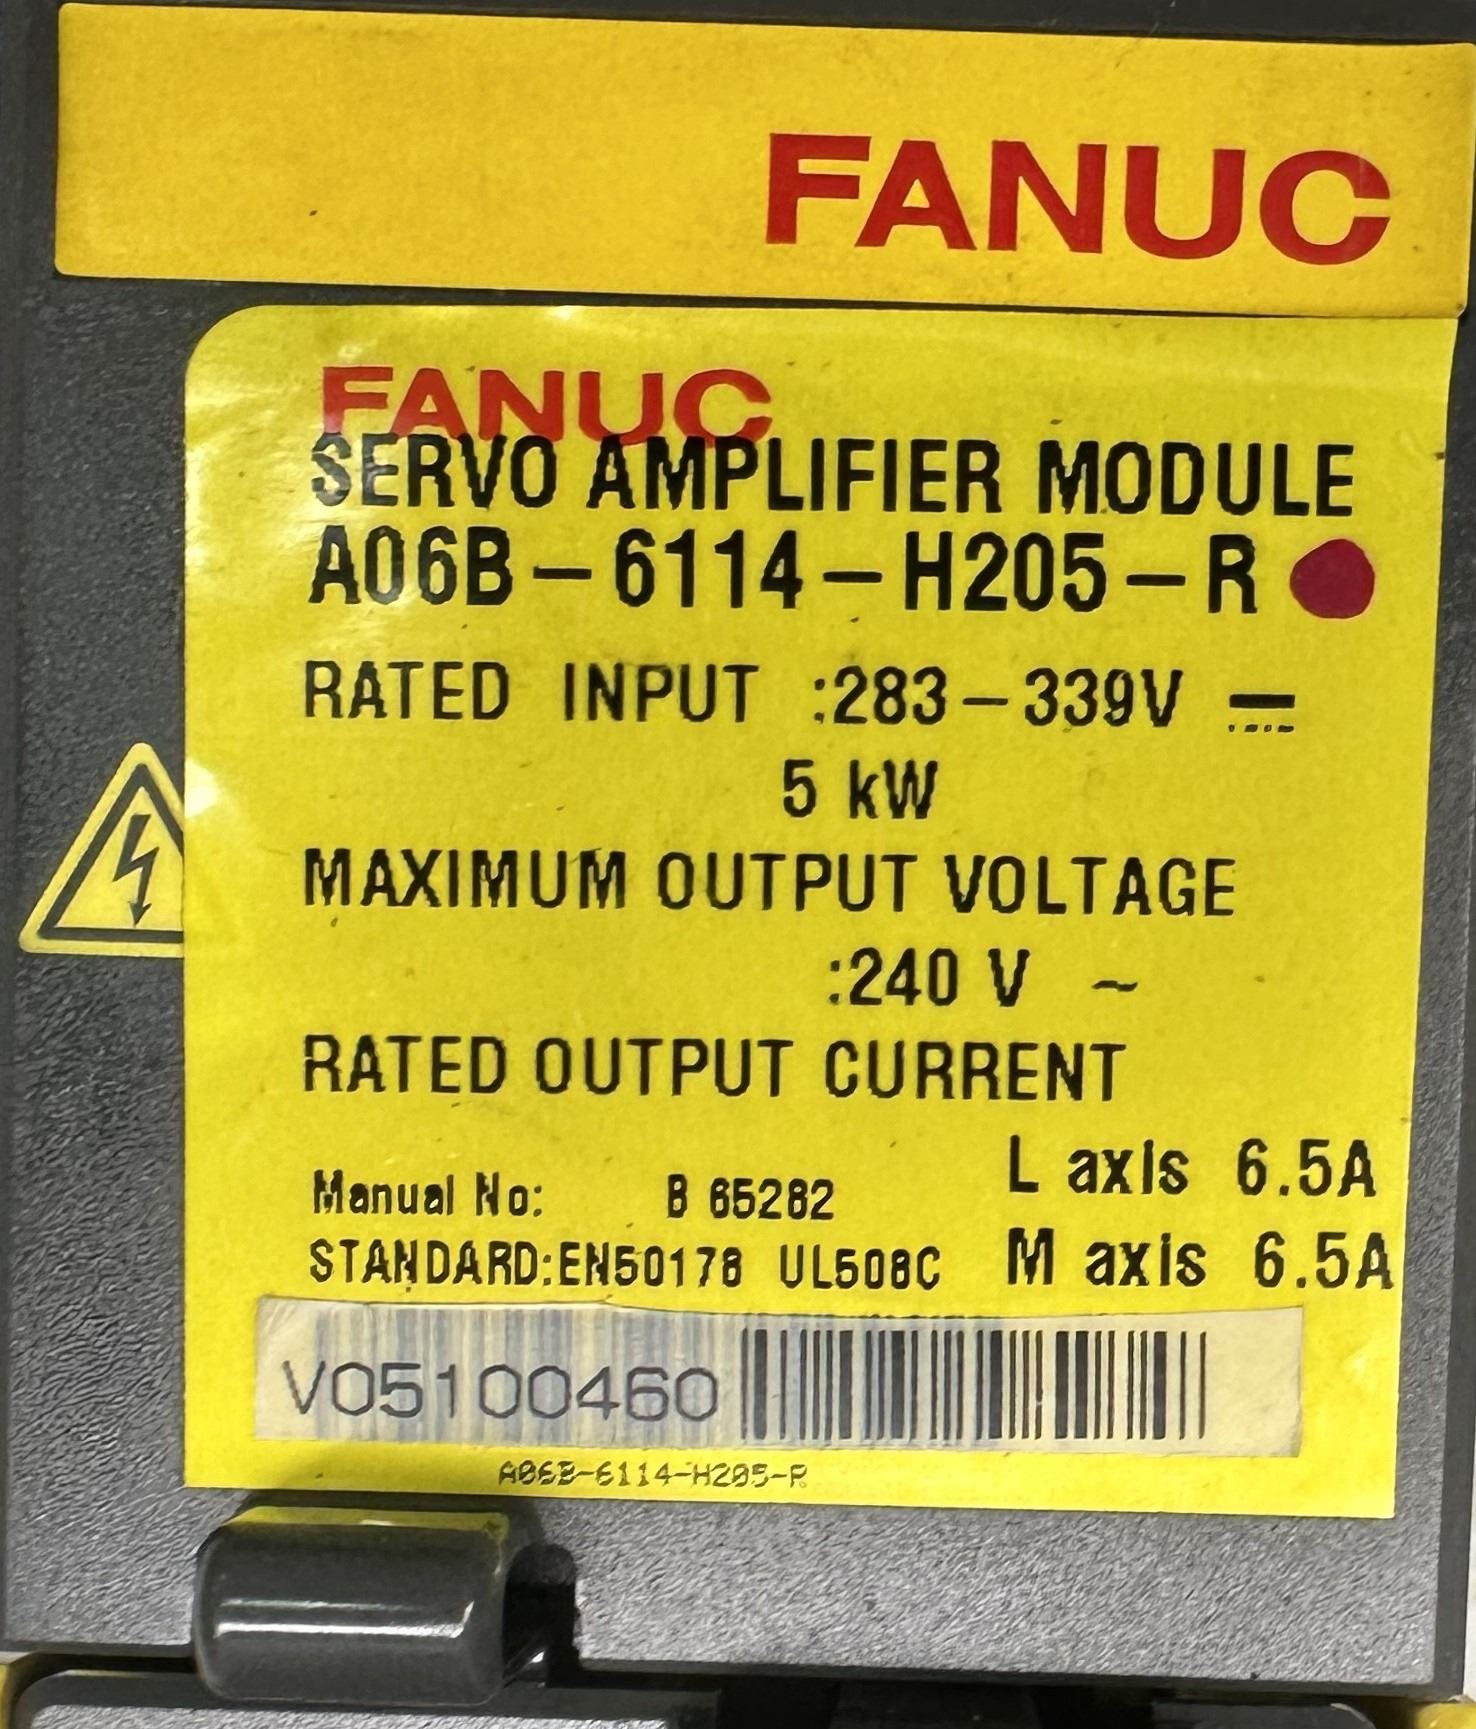 FANUC
FANUC
SERVO AMPLIFIER MODULE
A06B-6114-H205-R
RATED INPUT :283-339V ⎓
5 kW
MAXIMUM OUTPUT VOLTAGE
:240 V ~
RATED OUTPUT CURRENT
L axis 6.5A
Manual No: B 65282
M axis 6.5A
STANDARD:EN50178 UL508C
V05100460
A06B-6114-H205-R